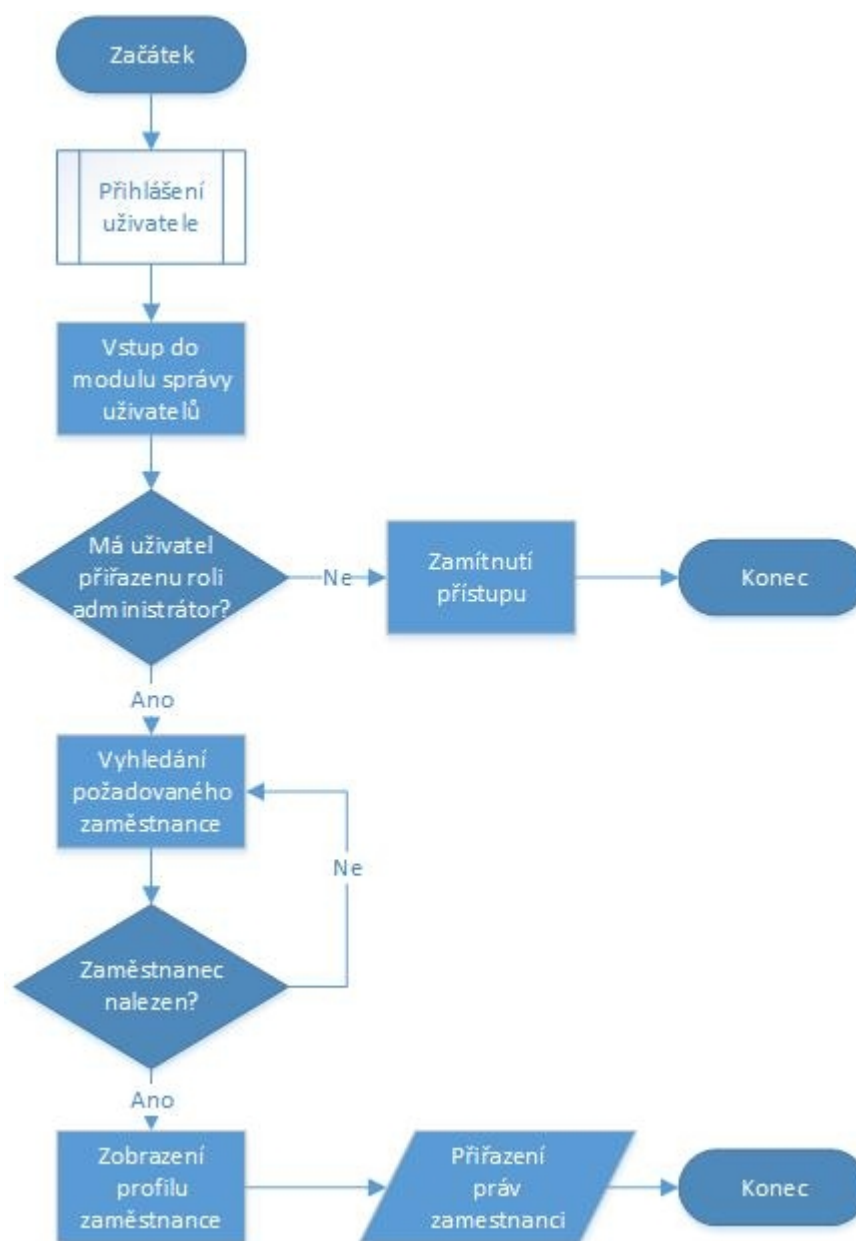 Začátek
Přihlášení
uživatele
Vstup do
modulu správy
uživatelů
Má uživatel
přiřazenu roli
administrátor?
Ne
Zamítnutí
přístupu
Konec
Ano
Vyhledání
požadovaného
zaměstnance
Ne
Zaměstnanec
nalezen?
Ano
Zobrazení
profilu
zaměstnance
Přiřazení
práv
zamestnanci
Konec